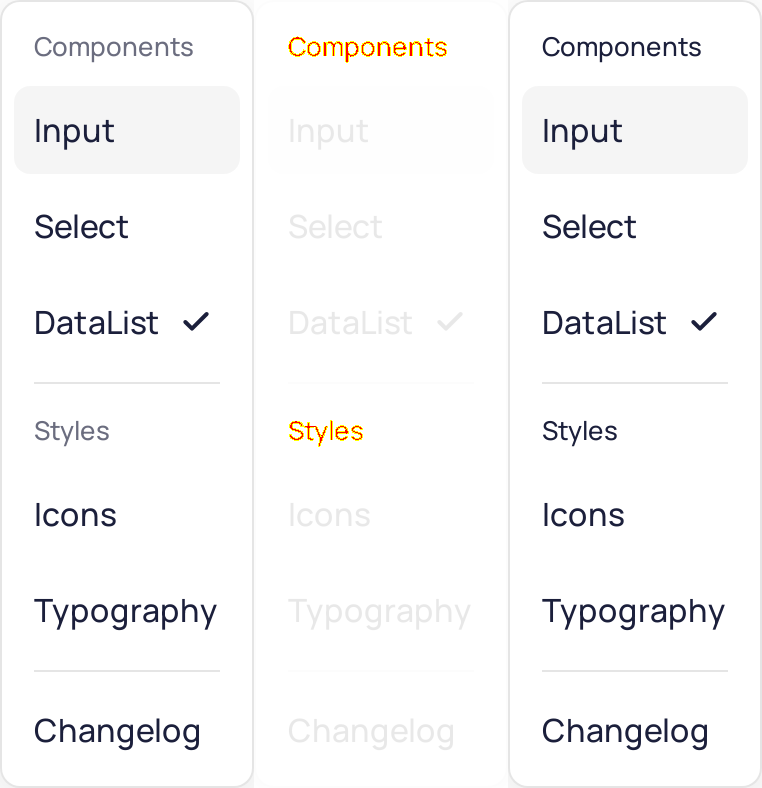 Components
Input
Select
DataList
Styles
Icons
Typography
Changelog
Components
Input
Select
DataList
Styles
Icons
Typography
Changelog
Components
Input
Select
DataList
Styles
Icons
Typography
Changelog